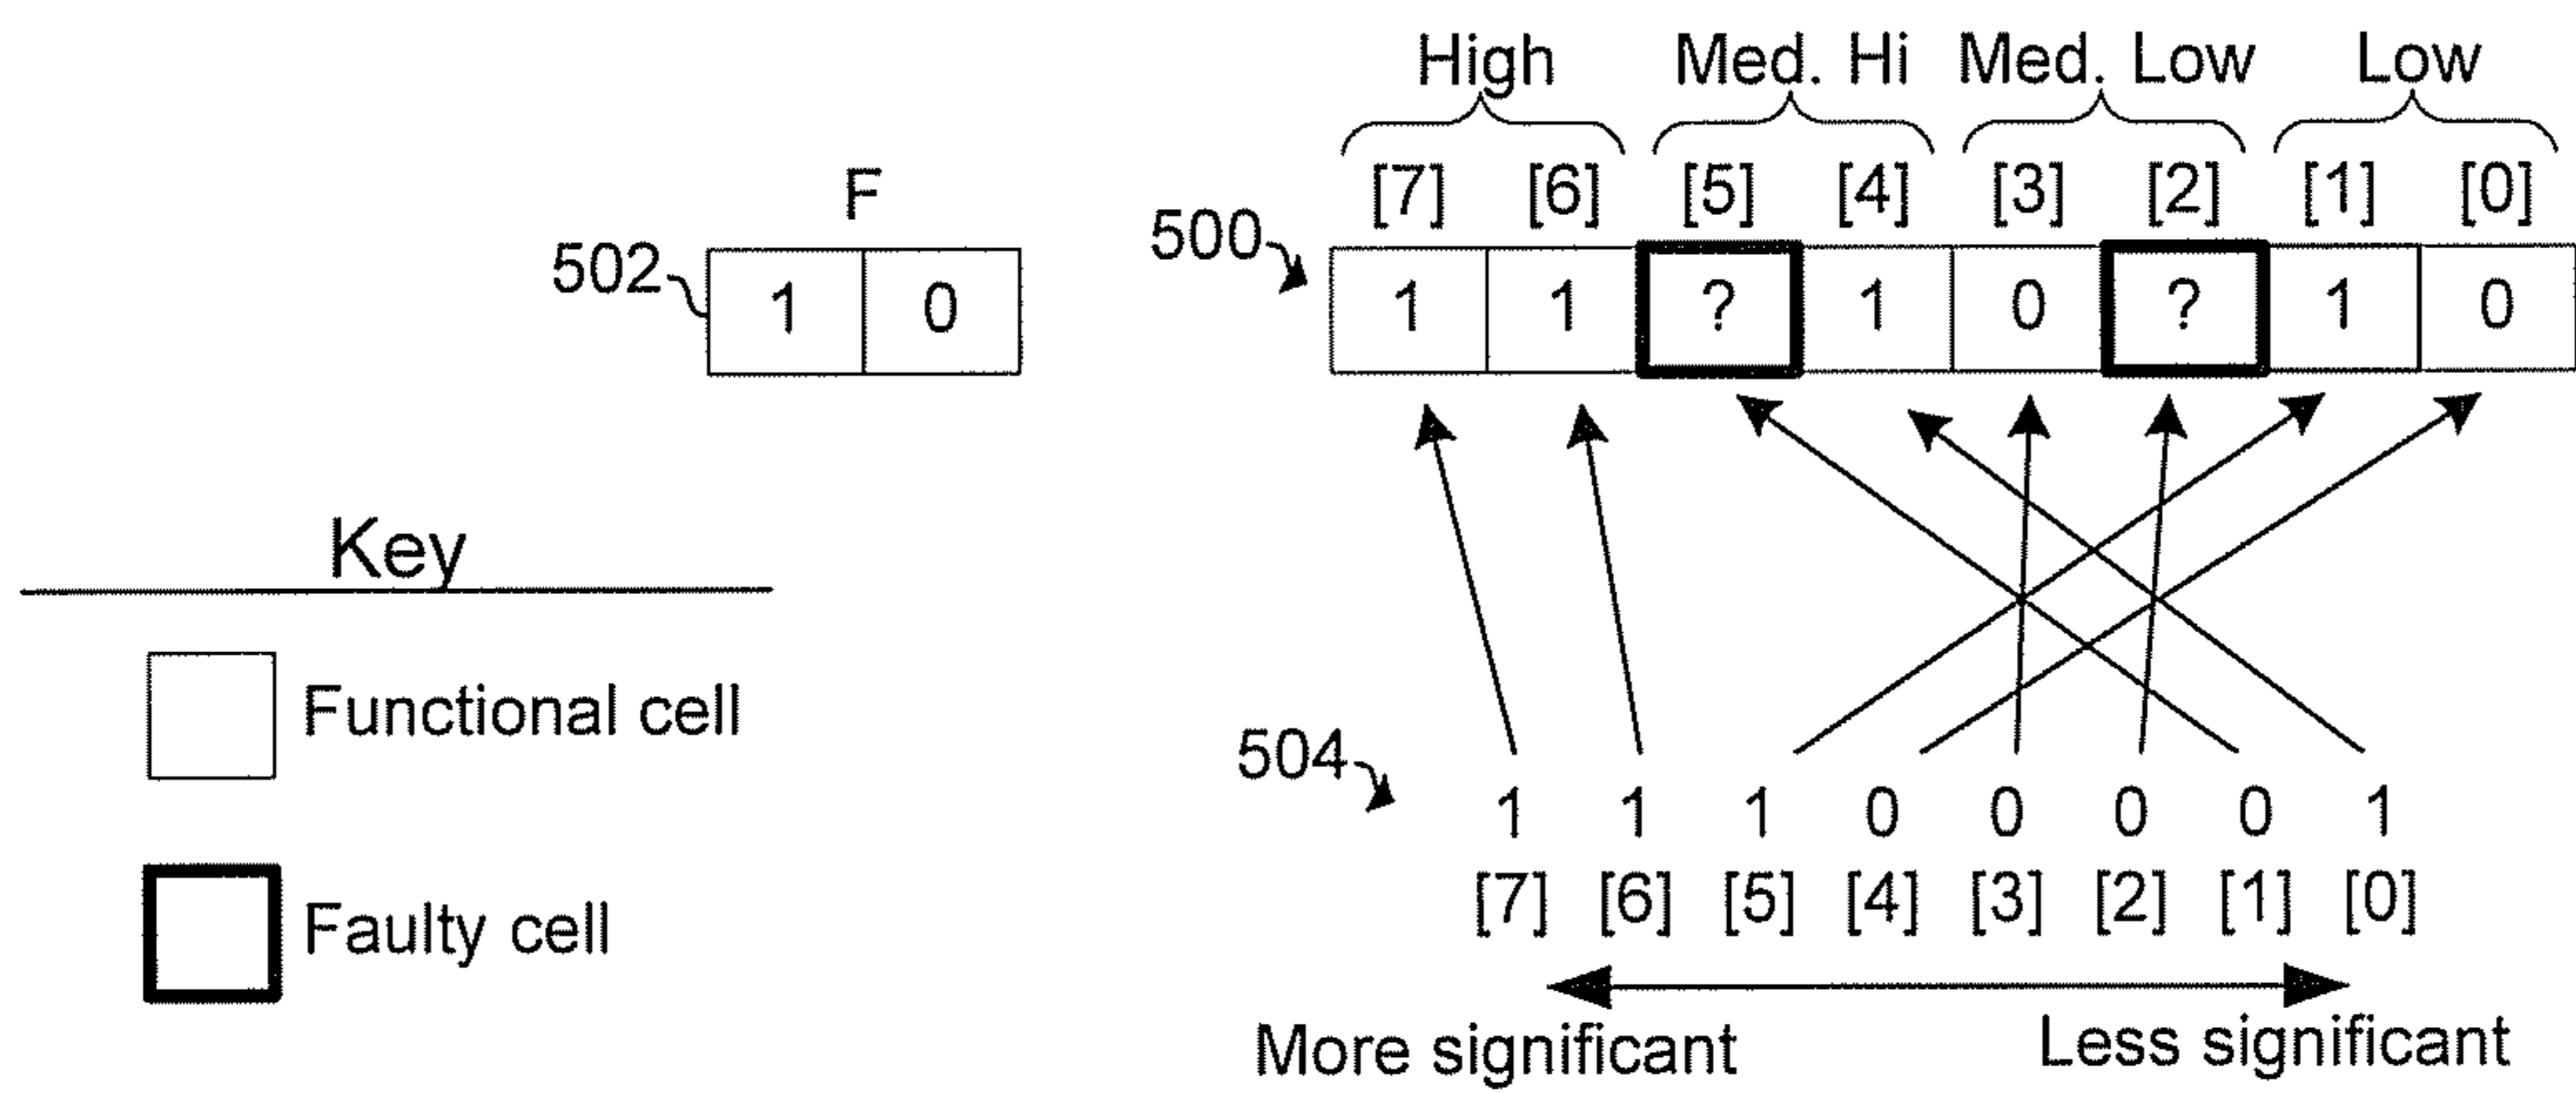 High Med. Hi Med. Low Low
F [7] [6] [5] [4] [3] [2] [1] [0]
502 1 0 500 1 1 ? 1 0 ? 1 0
Key
Functional cell
504 1 1 1 0 0 0 0 1
Faulty cell [7] [6] [5] [4] [3] [2] [1] [0]
More significant Less significant